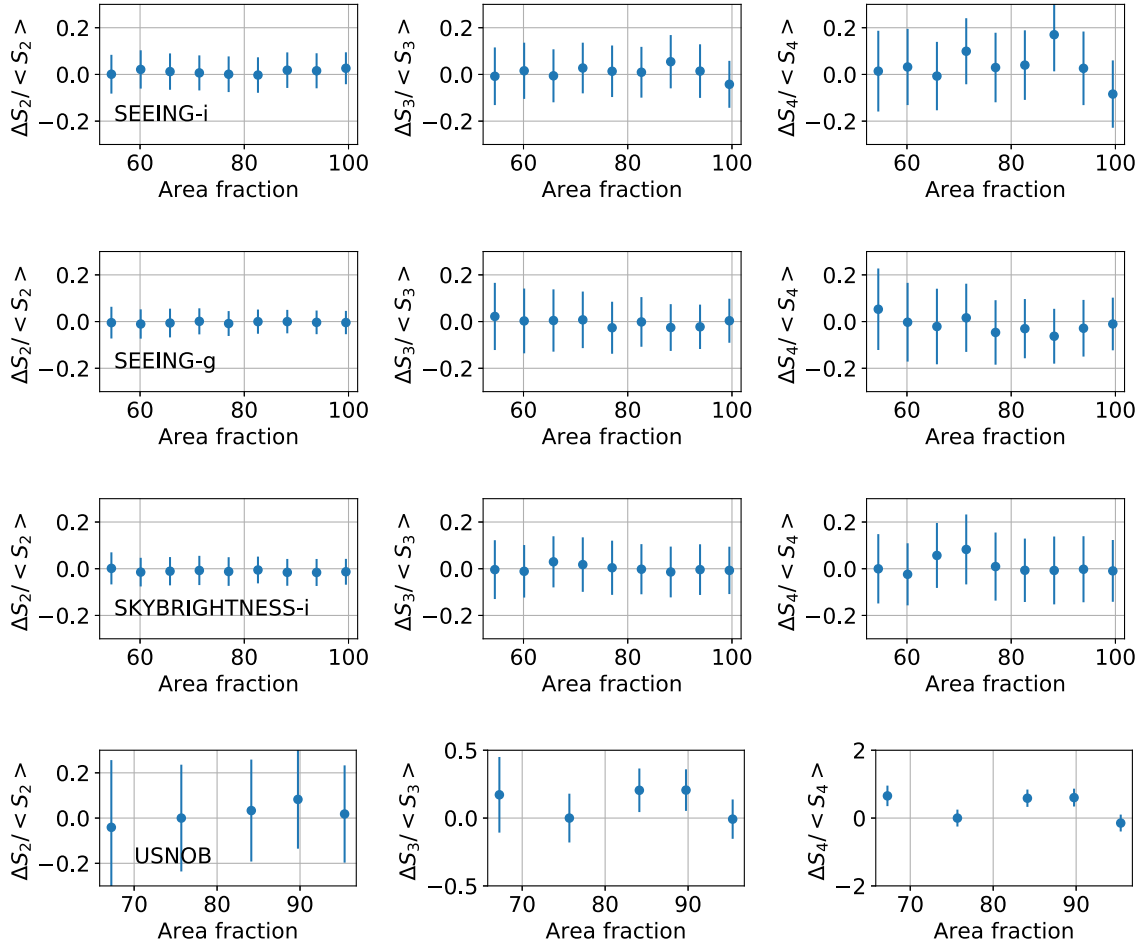 ΔS₂/ < S₂ >
0.2
0.0
−0.2
SEEING-i
60 80 100
Area fraction
ΔS₃/ < S₃ >
0.2
0.0
−0.2
60 80 100
Area fraction
ΔS₄/ < S₄ >
0.2
0.0
−0.2
60 80 100
Area fraction
ΔS₂/ < S₂ >
0.2
0.0
−0.2
SEEING-g
60 80 100
Area fraction
ΔS₃/ < S₃ >
0.2
0.0
−0.2
60 80 100
Area fraction
ΔS₄/ < S₄ >
0.2
0.0
−0.2
60 80 100
Area fraction
ΔS₂/ < S₂ >
0.2
0.0
−0.2
SKYBRIGHTNESS-i
60 80 100
Area fraction
ΔS₃/ < S₃ >
0.2
0.0
−0.2
60 80 100
Area fraction
ΔS₄/ < S₄ >
0.2
0.0
−0.2
60 80 100
Area fraction
ΔS₂/ < S₂ >
0.2
0.0
−0.2
USNOB
70 80 90
Area fraction
ΔS₃/ < S₃ >
0.5
0.0
−0.5
70 80 90
Area fraction
ΔS₄/ < S₄ >
2
0
−2
70 80 90
Area fraction